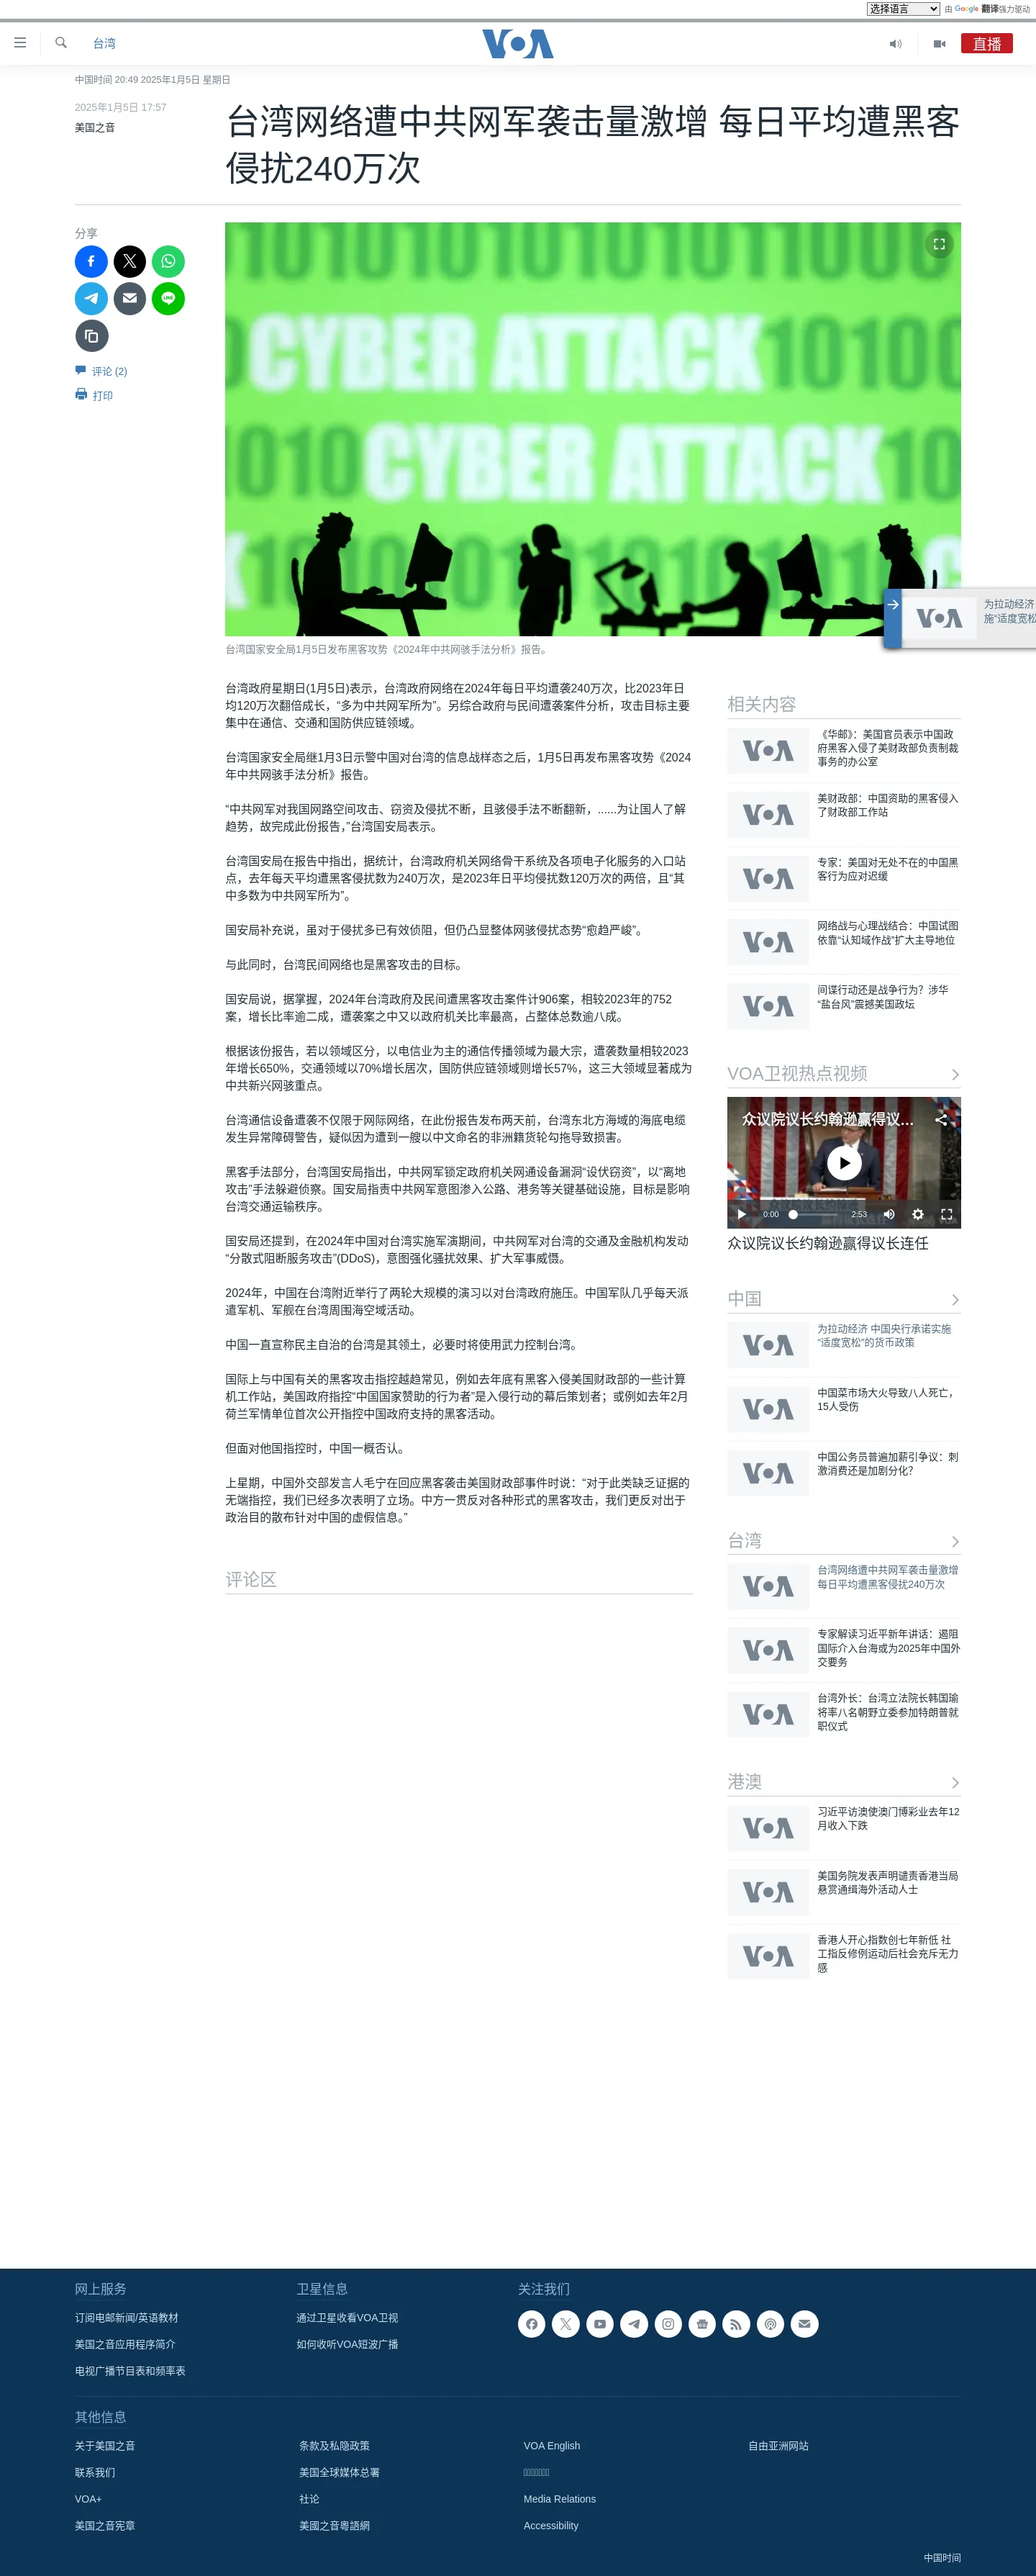 选择语言 由 Google 翻译强力驱动
台湾
VOA
直播
中国时间 20:49 2025年1月5日 星期日
2025年1月5日 17:57
美国之音
台湾网络遭中共网军袭击量激增 每日平均遭黑客
侵扰240万次
分享
评论 (2)
打印
CYBER ATTACK
CYBER ATTACK
台湾国家安全局1月5日发布黑客攻势《2024年中共网骇手法分析》报告。
为拉动经济
施“适度宽松
台湾政府星期日(1月5日)表示，台湾政府网络在2024年每日平均遭袭240万次，比2023年日
均120万次翻倍成长，“多为中共网军所为”。另综合政府与民间遭袭案件分析，攻击目标主要
集中在通信、交通和国防供应链领域。
台湾国家安全局继1月3日示警中国对台湾的信息战样态之后，1月5日再发布黑客攻势《2024
年中共网骇手法分析》报告。
“中共网军对我国网路空间攻击、窃资及侵扰不断，且骇侵手法不断翻新，......为让国人了解
趋势，故完成此份报告，”台湾国安局表示。
台湾国安局在报告中指出，据统计，台湾政府机关网络骨干系统及各项电子化服务的入口站
点，去年每天平均遭黑客侵扰数为240万次，是2023年日平均侵扰数120万次的两倍，且“其
中多数为中共网军所为”。
国安局补充说，虽对于侵扰多已有效侦阻，但仍凸显整体网骇侵扰态势“愈趋严峻”。
与此同时，台湾民间网络也是黑客攻击的目标。
国安局说，据掌握，2024年台湾政府及民间遭黑客攻击案件计906案，相较2023年的752
案，增长比率逾二成，遭袭案之中又以政府机关比率最高，占整体总数逾八成。
根据该份报告，若以领域区分，以电信业为主的通信传播领域为最大宗，遭袭数量相较2023
年增长650%，交通领域以70%增长居次，国防供应链领域则增长57%，这三大领域显著成为
中共新兴网骇重点。
台湾通信设备遭袭不仅限于网际网络，在此份报告发布两天前，台湾东北方海域的海底电缆
发生异常障碍警告，疑似因为遭到一艘以中文命名的非洲籍货轮勾拖导致损害。
黑客手法部分，台湾国安局指出，中共网军锁定政府机关网通设备漏洞“设伏窃资”，以“离地
攻击”手法躲避侦察。国安局指责中共网军意图渗入公路、港务等关键基础设施，目标是影响
台湾交通运输秩序。
国安局还提到，在2024年中国对台湾实施军演期间，中共网军对台湾的交通及金融机构发动
“分散式阻断服务攻击”(DDoS)，意图强化骚扰效果、扩大军事威慑。
2024年，中国在台湾附近举行了两轮大规模的演习以对台湾政府施压。中国军队几乎每天派
遣军机、军舰在台湾周围海空域活动。
中国一直宣称民主自治的台湾是其领土，必要时将使用武力控制台湾。
国际上与中国有关的黑客攻击指控越趋常见，例如去年底有黑客入侵美国财政部的一些计算
机工作站，美国政府指控“中国国家赞助的行为者”是入侵行动的幕后策划者；或例如去年2月
荷兰军情单位首次公开指控中国政府支持的黑客活动。
但面对他国指控时，中国一概否认。
上星期，中国外交部发言人毛宁在回应黑客袭击美国财政部事件时说：“对于此类缺乏证据的
无端指控，我们已经多次表明了立场。中方一贯反对各种形式的黑客攻击，我们更反对出于
政治目的散布针对中国的虚假信息。”
评论区
相关内容
《华邮》：美国官员表示中国政
府黑客入侵了美财政部负责制裁
事务的办公室
美财政部：中国资助的黑客侵入
了财政部工作站
专家：美国对无处不在的中国黑
客行为应对迟缓
网络战与心理战结合：中国试图
依靠“认知域作战”扩大主导地位
间谍行动还是战争行为？涉华
“盐台风”震撼美国政坛
VOA卫视热点视频
众议院议长约翰逊赢得议...
0:00 2:53
众议院议长约翰逊赢得议长连任
中国
为拉动经济 中国央行承诺实施
“适度宽松”的货币政策
中国菜市场大火导致八人死亡，
15人受伤
中国公务员普遍加薪引争议：刺
激消费还是加剧分化？
台湾
台湾网络遭中共网军袭击量激增
每日平均遭黑客侵扰240万次
专家解读习近平新年讲话：遏阻
国际介入台海或为2025年中国外
交要务
台湾外长：台湾立法院长韩国瑜
将率八名朝野立委参加特朗普就
职仪式
港澳
习近平访澳使澳门博彩业去年12
月收入下跌
美国务院发表声明谴责香港当局
悬赏通缉海外活动人士
香港人开心指数创七年新低 社
工指反修例运动后社会充斥无力
感
网上服务
订阅电邮新闻/英语教材
美国之音应用程序简介
电视广播节目表和频率表
卫星信息
通过卫星收看VOA卫视
如何收听VOA短波广播
关注我们
其他信息
关于美国之音
联系我们
VOA+
美国之音宪章
条款及私隐政策
美国全球媒体总署
社论
美國之音粵語網
VOA English
Media Relations
Accessibility
自由亚洲网站
中国时间